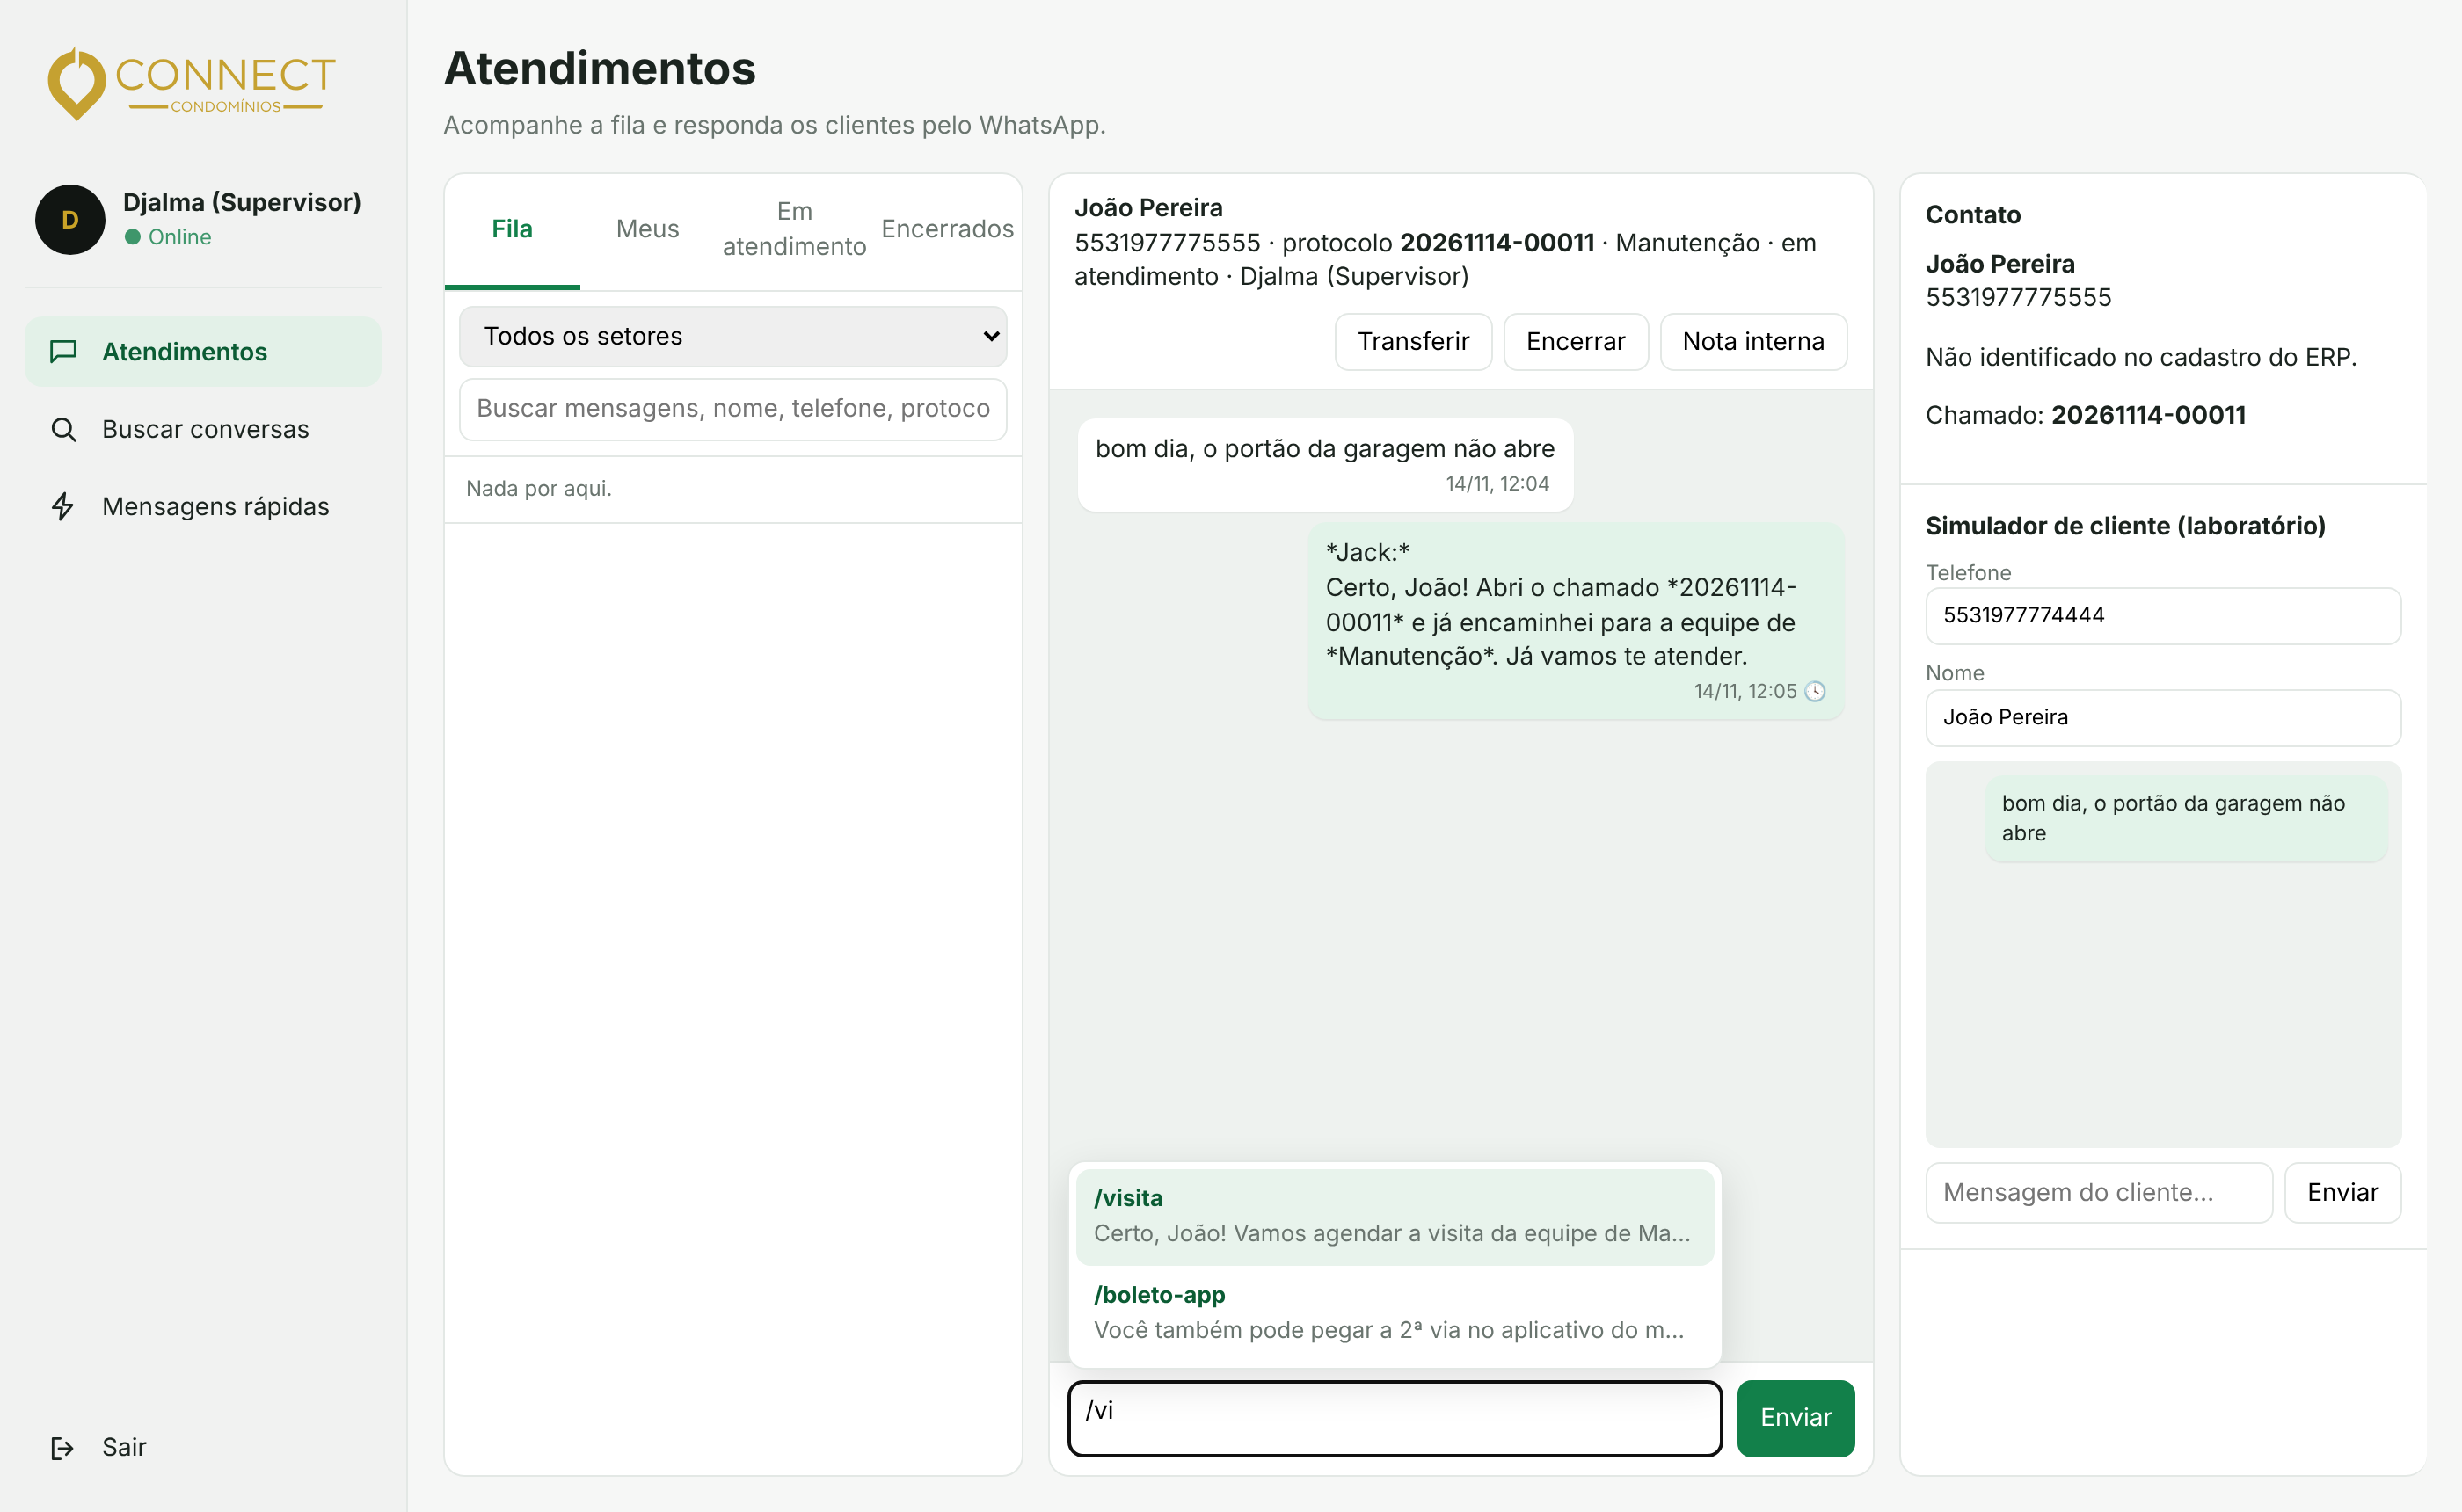 CONNECT
CONDOMÍNIOS
D
Djalma (Supervisor)
Online
Atendimentos
Buscar conversas
Mensagens rápidas
Sair
Atendimentos
Acompanhe a fila e responda os clientes pelo WhatsApp.
Fila
Meus
Em
atendimento
Encerrados
Todos os setores
Buscar mensagens, nome, telefone, protoco
Nada por aqui.
João Pereira
5531977775555 · protocolo 20261114-00011 · Manutenção · em
atendimento · Djalma (Supervisor)
Transferir
Encerrar
Nota interna
bom dia, o portão da garagem não abre
14/11, 12:04
*Jack:*
Certo, João! Abri o chamado *20261114-
00011* e já encaminhei para a equipe de
*Manutenção*. Já vamos te atender.
14/11, 12:05
/visita
Certo, João! Vamos agendar a visita da equipe de Ma...
/boleto-app
Você também pode pegar a 2ª via no aplicativo do m...
/vi
Enviar
Contato
João Pereira
5531977775555
Não identificado no cadastro do ERP.
Chamado: 20261114-00011
Simulador de cliente (laboratório)
Telefone
5531977774444
Nome
João Pereira
bom dia, o portão da garagem não
abre
Mensagem do cliente...
Enviar